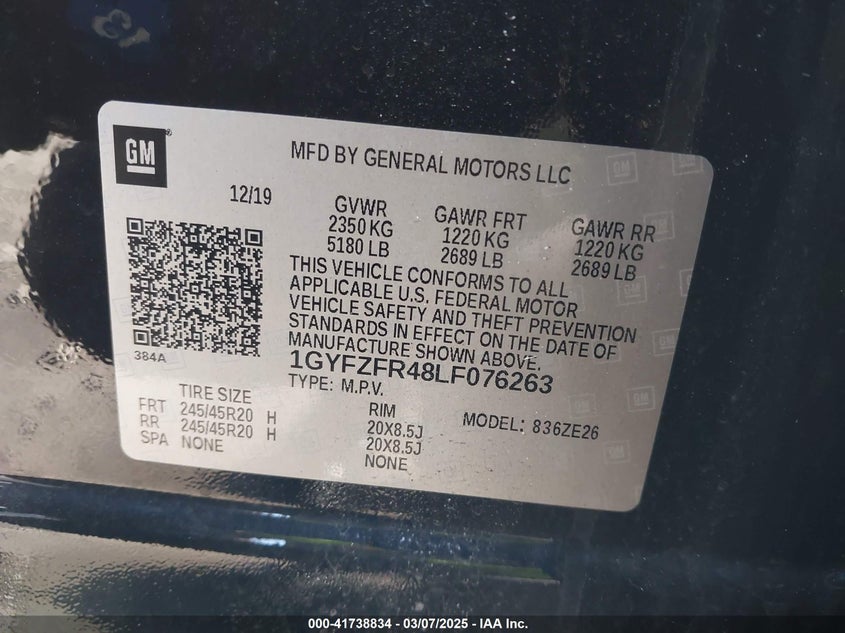 GM
MFD BY GENERAL MOTORS LLC
12/19
GVWR
2350 KG
5180 LB
GAWR FRT
1220 KG
2689 LB
GAWR RR
1220 KG
2689 LB
THIS VEHICLE CONFORMS TO ALL
APPLICABLE U.S. FEDERAL MOTOR
VEHICLE SAFETY AND THEFT PREVENTION
STANDARDS IN EFFECT ON THE DATE OF
MANUFACTURE SHOWN ABOVE.
384A
1GYFZFR48LF076263
TYPE: M.P.V.
TIRE SIZE
FRT 245/45R20 H
RR 245/45R20 H
SPA NONE
RIM
20X8.5J
20X8.5J
NONE
MODEL: 836ZE26
000-41738834 - 03/07/2025 - IAA Inc.